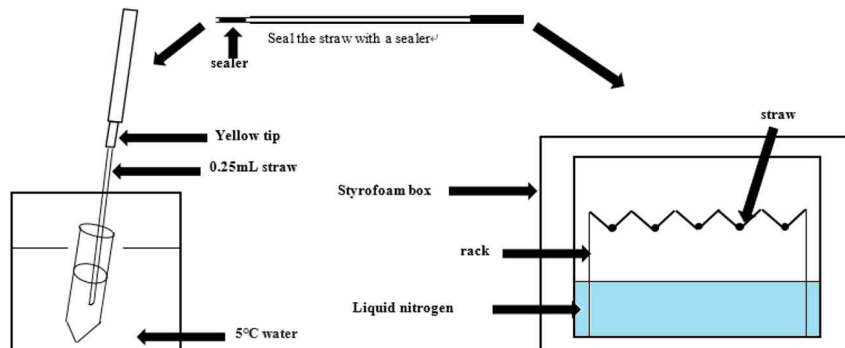 Seal the straw with a sealer↵
sealer
Yellow tip
0.25mL straw
5℃ water
straw
Styrofoam box
rack
Liquid nitrogen